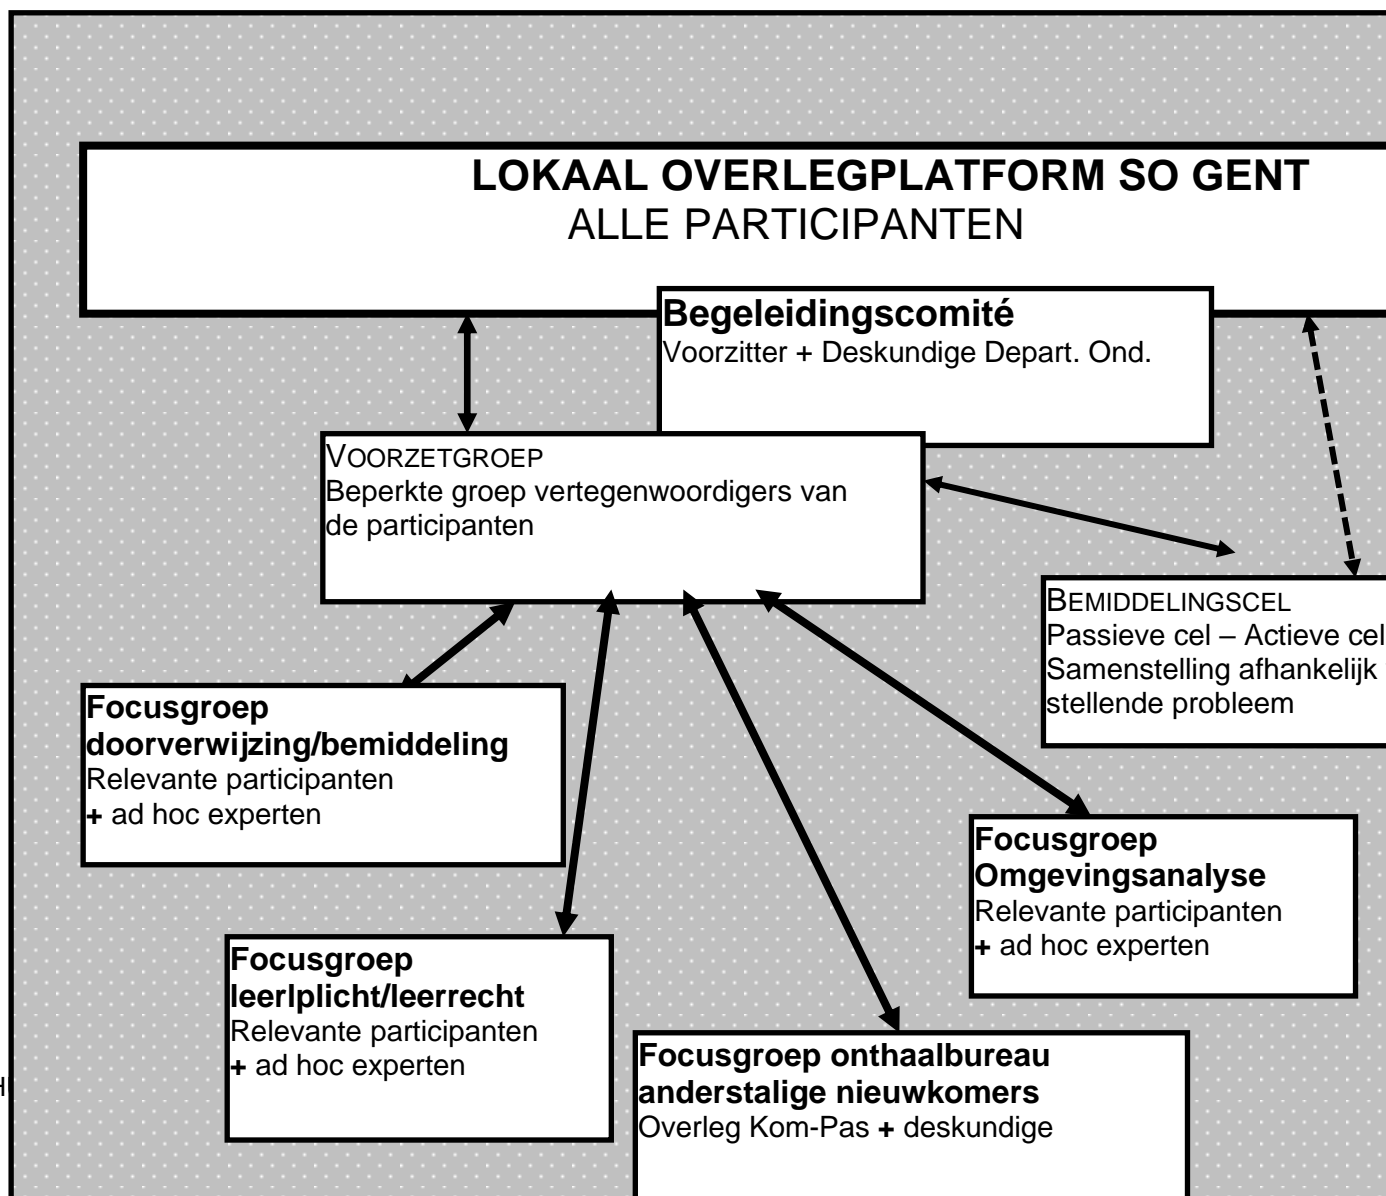 LOKAAL OVERLEGPLATFORM SO GENT
ALLE PARTICIPANTEN
Begeleidingscomité
Voorzitter + Deskundige Depart. Ond.
VOORZETGROEP
Beperkte groep vertegenwoordigers van
de participanten
BEMIDDELINGSCEL
Passieve cel – Actieve cel
Samenstelling afhankelijk
stellende probleem
Focusgroep
doorverwijzing/bemiddeling
Relevante participanten
+ ad hoc experten
Focusgroep
Omgevingsanalyse
Relevante participanten
+ ad hoc experten
Focusgroep
leerlplicht/leerrecht
Relevante participanten
+ ad hoc experten
Focusgroep onthaalbureau
anderstalige nieuwkomers
Overleg Kom-Pas + deskundige
H